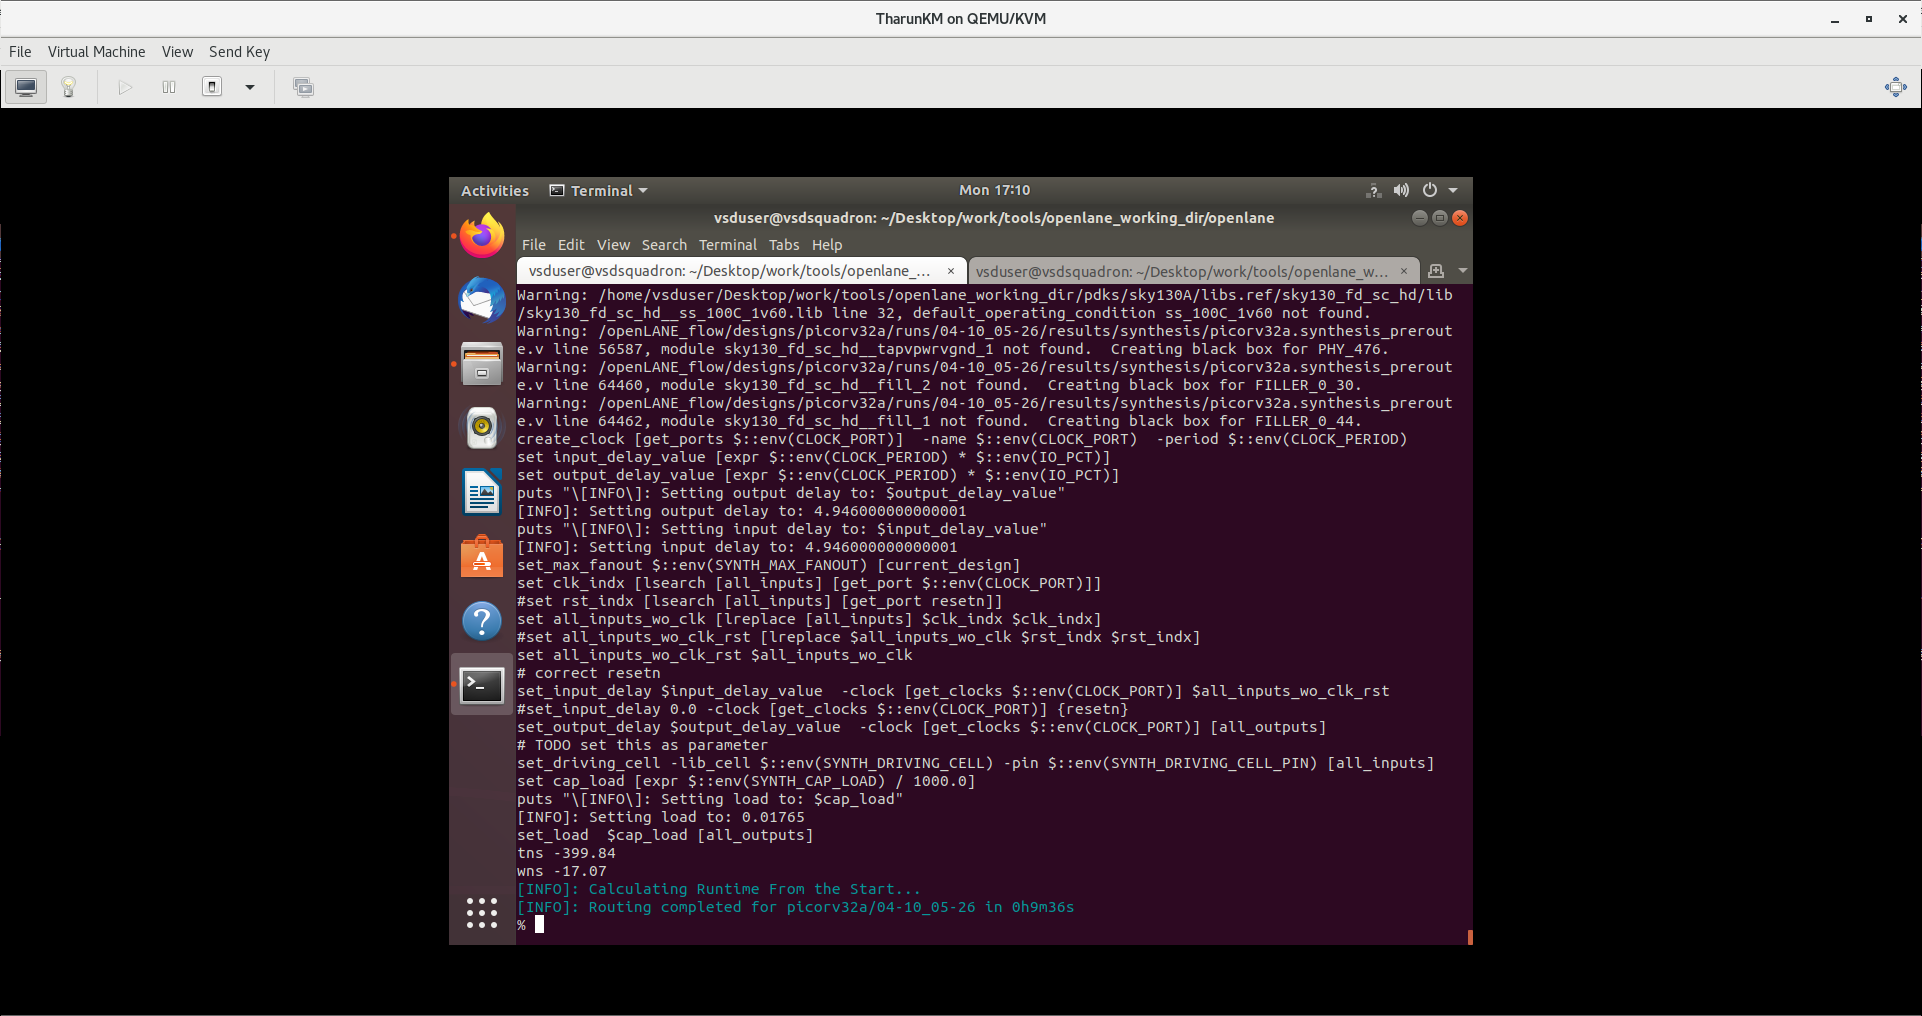 TharunKM on QEMU/KVM
File Virtual Machine View Send Key
Activities Terminal Mon 17:10
vsduser@vsdsquadron: ~/Desktop/work/tools/openlane_working_dir/openlane
File Edit View Search Terminal Tabs Help
vsduser@vsdsquadron: ~/Desktop/work/tools/openlane_... × vsduser@vsdsquadron: ~/Desktop/work/tools/openlane_w... ×
Warning: /home/vsduser/Desktop/work/tools/openlane_working_dir/pdks/sky130A/libs.ref/sky130_fd_sc_hd/lib
/sky130_fd_sc_hd__ss_100C_1v60.lib line 32, default_operating_condition ss_100C_1v60 not found.
Warning: /openLANE_flow/designs/picorv32a/runs/04-10_05-26/results/synthesis/picorv32a.synthesis_prerout
e.v line 56587, module sky130_fd_sc_hd__tapvpwrvgnd_1 not found.  Creating black box for PHY_476.
Warning: /openLANE_flow/designs/picorv32a/runs/04-10_05-26/results/synthesis/picorv32a.synthesis_prerout
e.v line 64460, module sky130_fd_sc_hd__fill_2 not found.  Creating black box for FILLER_0_30.
Warning: /openLANE_flow/designs/picorv32a/runs/04-10_05-26/results/synthesis/picorv32a.synthesis_prerout
e.v line 64462, module sky130_fd_sc_hd__fill_1 not found.  Creating black box for FILLER_0_44.
create_clock [get_ports $::env(CLOCK_PORT)]  -name $::env(CLOCK_PORT)  -period $::env(CLOCK_PERIOD)
set input_delay_value [expr $::env(CLOCK_PERIOD) * $::env(IO_PCT)]
set output_delay_value [expr $::env(CLOCK_PERIOD) * $::env(IO_PCT)]
puts "\[INFO\]: Setting output delay to: $output_delay_value"
[INFO]: Setting output delay to: 4.946000000000001
puts "\[INFO\]: Setting input delay to: $input_delay_value"
[INFO]: Setting input delay to: 4.946000000000001
set_max_fanout $::env(SYNTH_MAX_FANOUT) [current_design]
set clk_indx [lsearch [all_inputs] [get_port $::env(CLOCK_PORT)]]
#set rst_indx [lsearch [all_inputs] [get_port resetn]]
set all_inputs_wo_clk [lreplace [all_inputs] $clk_indx $clk_indx]
#set all_inputs_wo_clk_rst [lreplace $all_inputs_wo_clk $rst_indx $rst_indx]
set all_inputs_wo_clk_rst $all_inputs_wo_clk
# correct resetn
set_input_delay $input_delay_value  -clock [get_clocks $::env(CLOCK_PORT)] $all_inputs_wo_clk_rst
#set_input_delay 0.0 -clock [get_clocks $::env(CLOCK_PORT)] {resetn}
set_output_delay $output_delay_value  -clock [get_clocks $::env(CLOCK_PORT)] [all_outputs]
# TODO set this as parameter
set_driving_cell -lib_cell $::env(SYNTH_DRIVING_CELL) -pin $::env(SYNTH_DRIVING_CELL_PIN) [all_inputs]
set cap_load [expr $::env(SYNTH_CAP_LOAD) / 1000.0]
puts "\[INFO\]: Setting load to: $cap_load"
[INFO]: Setting load to: 0.01765
set_load  $cap_load [all_outputs]
tns -399.84
wns -17.07
[INFO]: Calculating Runtime From the Start...
[INFO]: Routing completed for picorv32a/04-10_05-26 in 0h9m36s
%